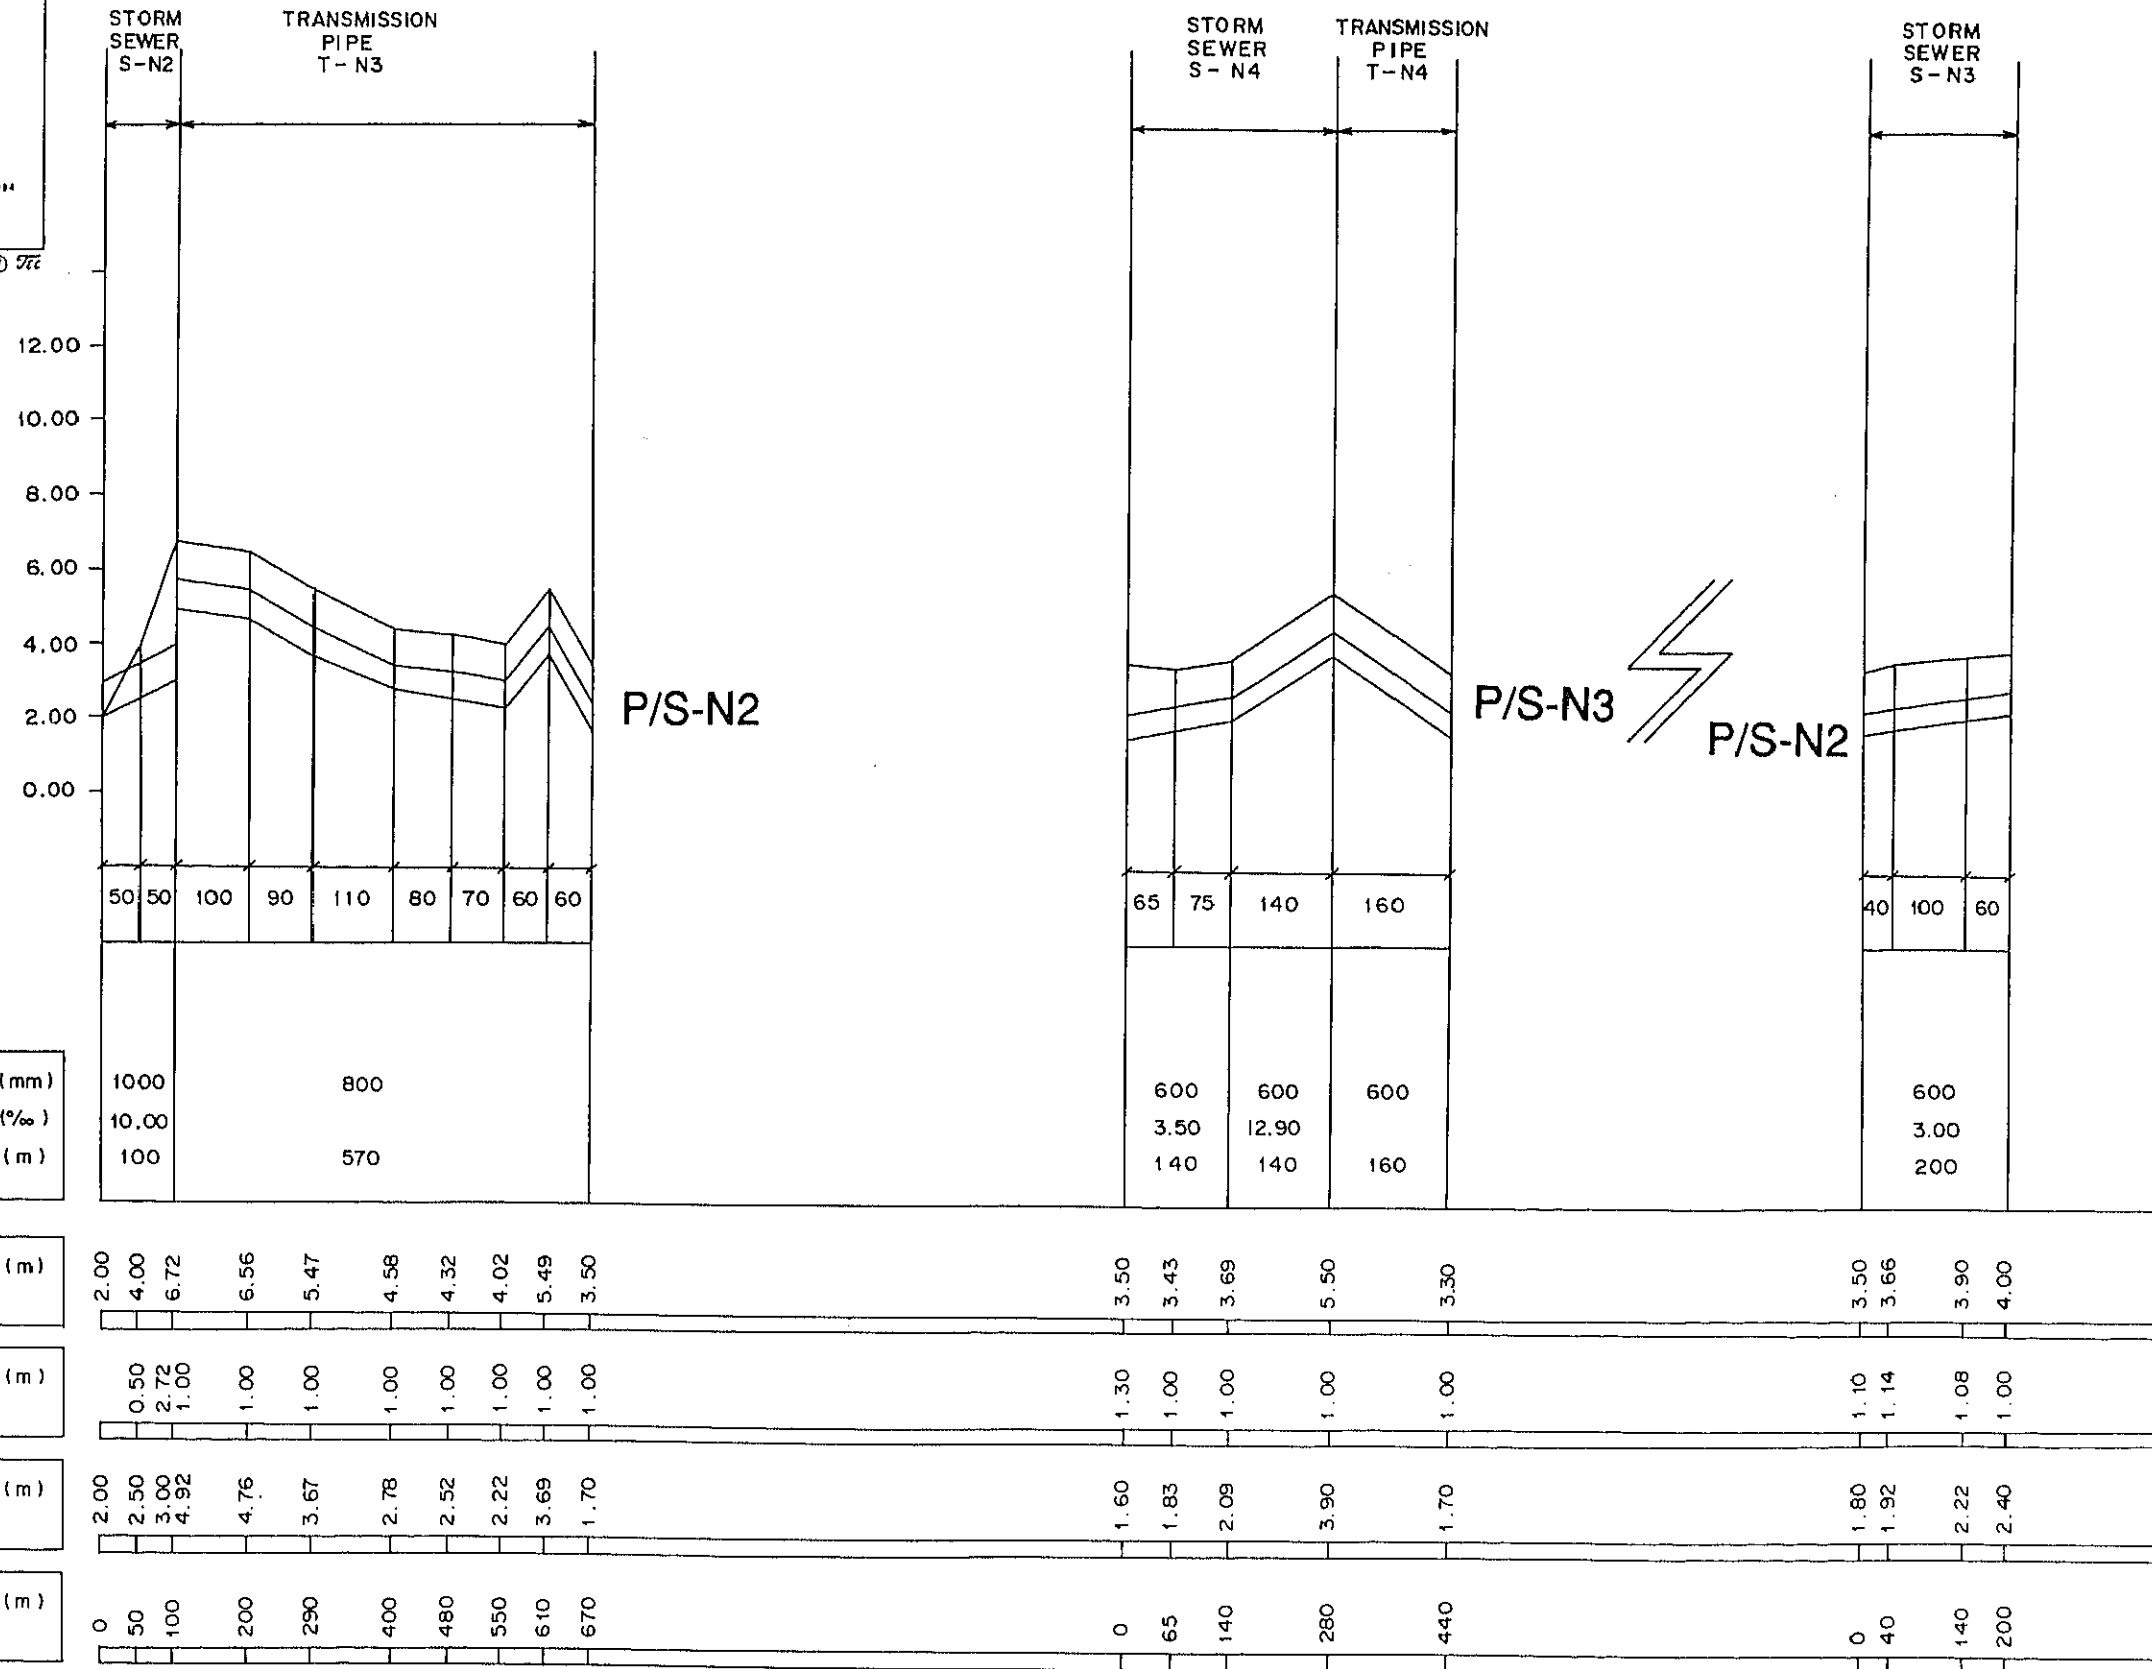 STORM
SEWER
S-N2
TRANSMISSION
PIPE
T-N3
STORM
SEWER
S-N4
TRANSMISSION
PIPE
T-N4
STORM
SEWER
S-N3
12.00
10.00
8.00
6.00
4.00
2.00
0.00
P/S-N2
P/S-N3
P/S-N2
50 50 100 90 110 80 70 60 60
65 75 140 160
40 100 60
(mm) 1000 800 600 600 600 600
(‰) 10.00 3.50 12.90 3.00
(m) 100 570 140 140 160 200
(m) 2.00 4.00 6.72 6.56 5.47 4.58 4.32 4.02 5.49 3.50 3.50 3.43 3.69 5.50 3.30 3.50 3.66 3.90 4.00
(m) 0.50 2.72 1.00 1.00 1.00 1.00 1.00 1.00 1.00 1.00 1.30 1.00 1.00 1.00 1.00 1.10 1.14 1.08 1.00
(m) 2.00 2.50 3.00 4.92 4.76 3.67 2.78 2.52 2.22 3.69 1.70 1.60 1.83 2.09 3.90 1.70 1.80 1.92 2.22 2.40
(m) 0 50 100 200 290 400 480 550 610 670 0 65 140 280 440 0 40 140 200